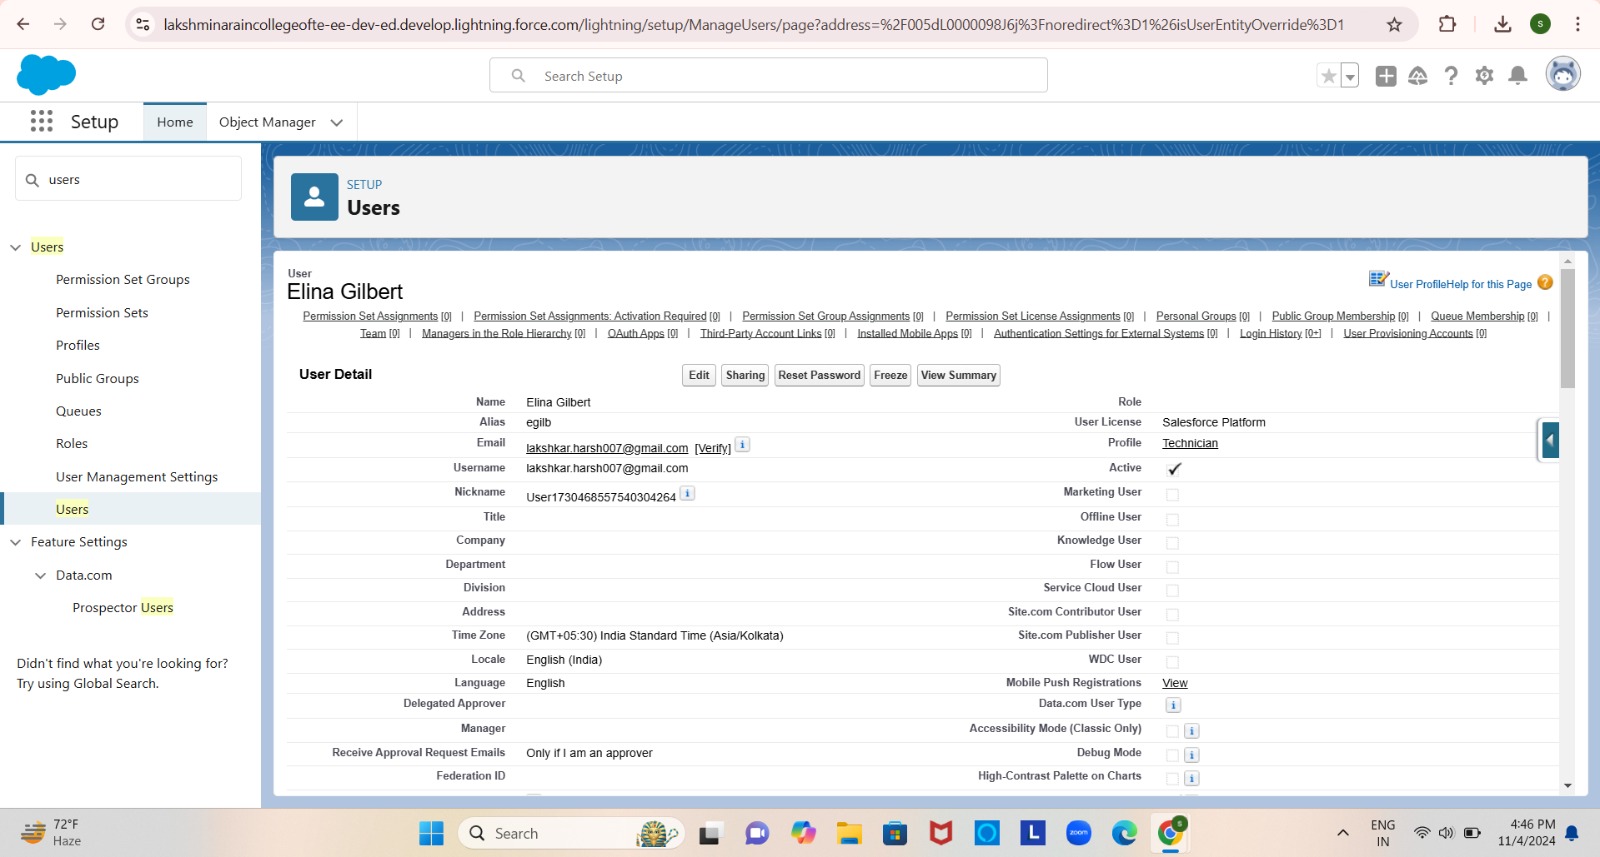 lakshminaraincollegeofte-ee-dev-ed.develop.lightning.force.com/lightning/setup/ManageUsers/page?address=%2F005dL0000098J6j%3Fnoredirect%3D1%26isUserEntityOverride%3D1
S
Search Setup
Setup
Home
Object Manager
users
Users
Permission Set Groups
Permission Sets
Profiles
Public Groups
Queues
Roles
User Management Settings
Users
Feature Settings
Data.com
Prospector Users
Didn't find what you're looking for?
Try using Global Search.
SETUP
Users
User
Elina Gilbert
User ProfileHelp for this Page
Permission Set Assignments [0] | Permission Set Assignments: Activation Required [0] | Permission Set Group Assignments [0] | Permission Set License Assignments [0] | Personal Groups [0] | Public Group Membership [0] | Queue Membership [0] |
Team [0] | Managers in the Role Hierarchy [0] | OAuth Apps [0] | Third-Party Account Links [0] | Installed Mobile Apps [0] | Authentication Settings for External Systems [0] | Login History [0+] | User Provisioning Accounts [0]
User Detail Edit Sharing Reset Password Freeze View Summary
Name Elina Gilbert Role
Alias egilb User License Salesforce Platform
Email lakshkar.harsh007@gmail.com [Verify] i Profile Technician
Username lakshkar.harsh007@gmail.com Active
Nickname User1730468557540304264 i Marketing User
Title Offline User
Company Knowledge User
Department Flow User
Division Service Cloud User
Address Site.com Contributor User
Time Zone (GMT+05:30) India Standard Time (Asia/Kolkata) Site.com Publisher User
Locale English (India) WDC User
Language English Mobile Push Registrations View
Delegated Approver Data.com User Type i
Manager Accessibility Mode (Classic Only) i
Receive Approval Request Emails Only if I am an approver Debug Mode i
Federation ID High-Contrast Palette on Charts i
72°F
Haze
Search
L
zoom
S
ENG
IN
4:46 PM
11/4/2024